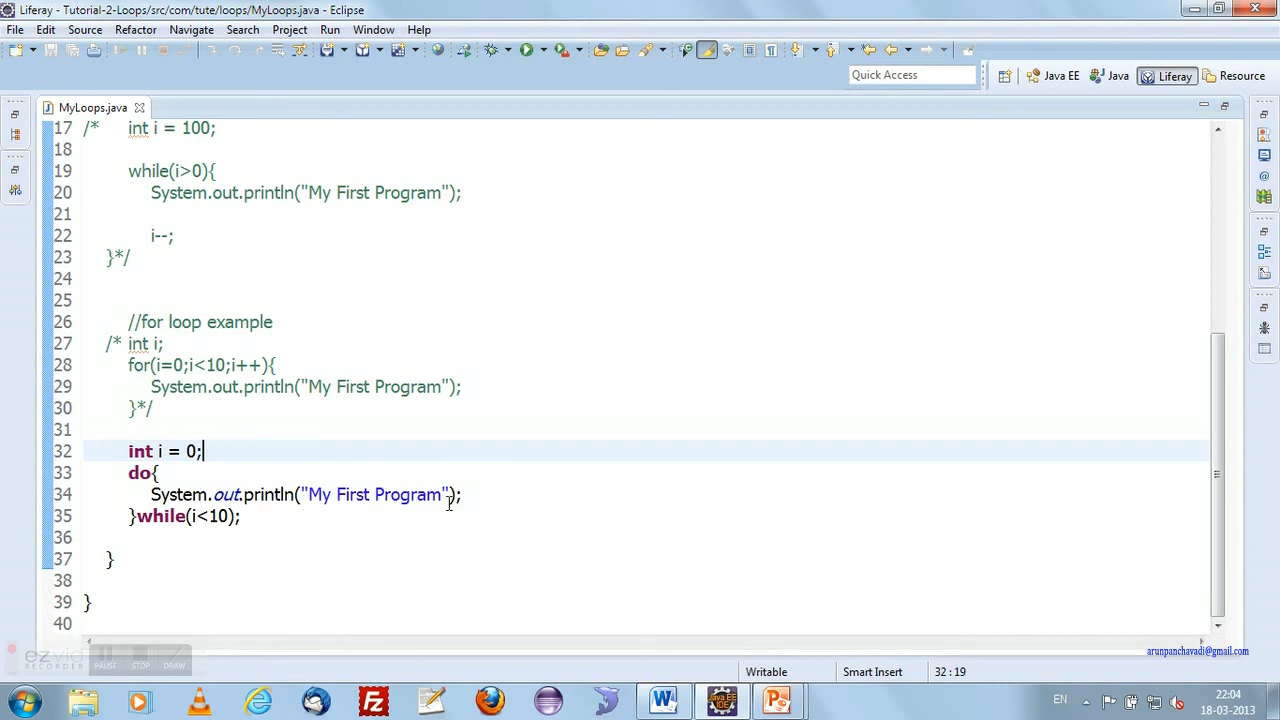 Liferay - Tutorial-2-Loops/src/com/tute/loops/MyLoops.java - Eclipse
File Edit Source Refactor Navigate Search Project Run Window Help
Quick Access Java EE Java Liferay Resource
MyLoops.java
17 /* int i = 100;
18
19 while(i>0){
20 System.out.println("My First Program");
21
22 i--;
23 }*/
24
25
26 //for loop example
27 /* int i;
28 for(i=0;i<10;i++){
29 System.out.println("My First Program");
30 }*/
31
32 int i = 0;
33 do{
34 System.out.println("My First Program");
35 }while(i<10);
36
37 }
38
39 }
40
ezvid
RECORDER
PAUSE STOP DRAW
arunpanchavadi@gmail.com
Writable Smart Insert 32 : 19
EN
22:04
18-03-2013